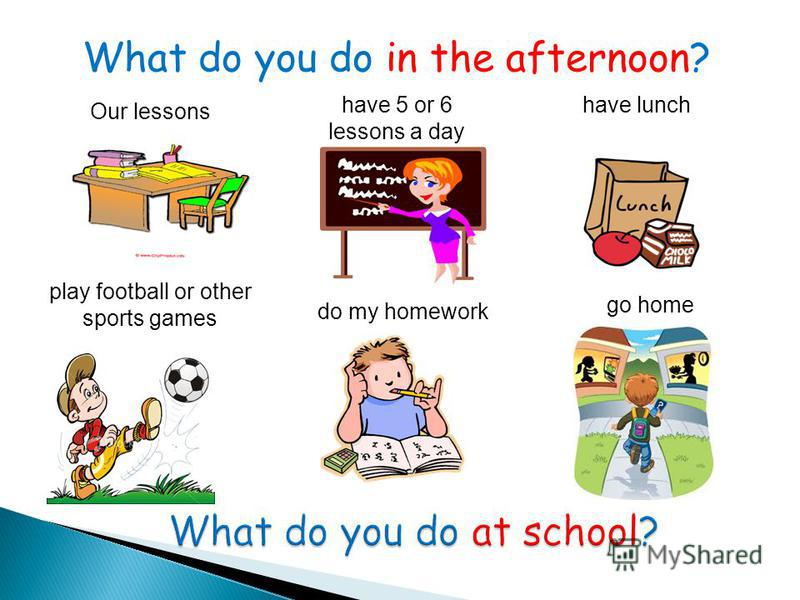 What do you do in the afternoon?
Our lessons
have 5 or 6
lessons a day
have lunch
Lunch
CHOCO
MILK
play football or other
sports games
do my homework
go home
What do you do at school?
MyShared